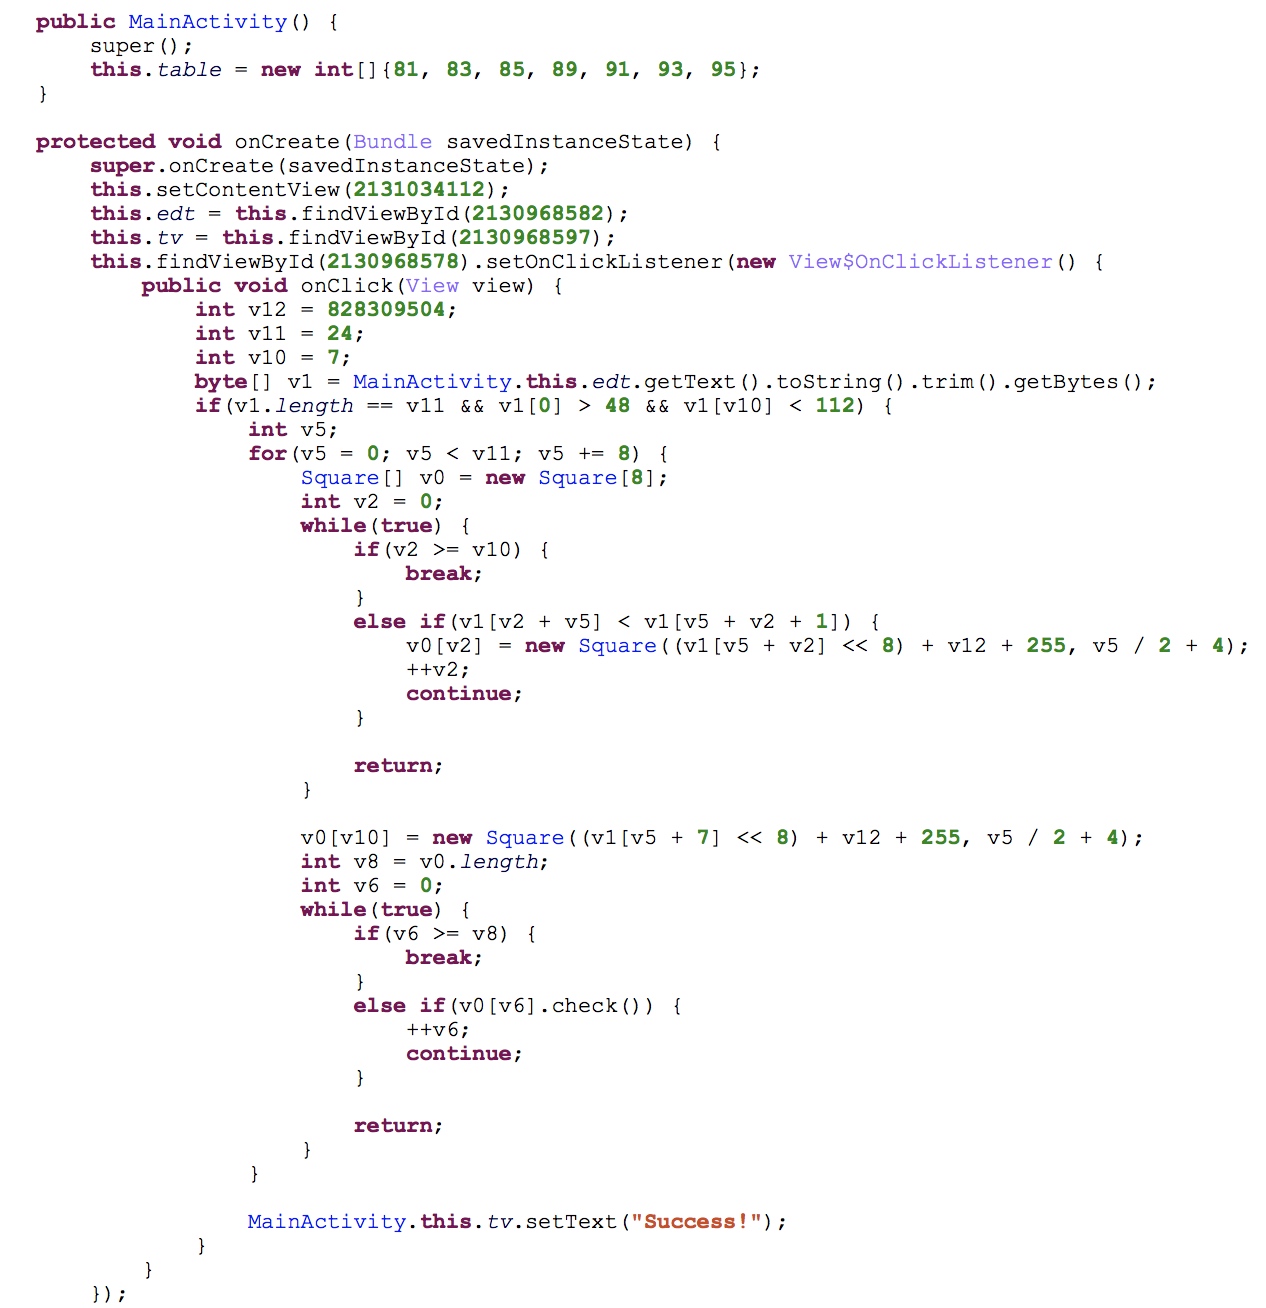 public MainActivity() {
super();
this.table = new int[]{81, 83, 85, 89, 91, 93, 95};
}
protected void onCreate(Bundle savedInstanceState) {
super.onCreate(savedInstanceState);
this.setContentView(2131034112);
this.edt = this.findViewById(2130968582);
this.tv = this.findViewById(2130968597);
this.findViewById(2130968578).setOnClickListener(new View$OnClickListener() {
public void onClick(View view) {
int v12 = 828309504;
int v11 = 24;
int v10 = 7;
byte[] v1 = MainActivity.this.edt.getText().toString().trim().getBytes();
if(v1.length == v11 && v1[0] > 48 && v1[v10] < 112) {
int v5;
for(v5 = 0; v5 < v11; v5 += 8) {
Square[] v0 = new Square[8];
int v2 = 0;
while(true) {
if(v2 >= v10) {
break;
}
else if(v1[v2 + v5] < v1[v5 + v2 + 1]) {
v0[v2] = new Square((v1[v5 + v2] << 8) + v12 + 255, v5 / 2 + 4);
++v2;
continue;
}
return;
}
v0[v10] = new Square((v1[v5 + 7] << 8) + v12 + 255, v5 / 2 + 4);
int v8 = v0.length;
int v6 = 0;
while(true) {
if(v6 >= v8) {
break;
}
else if(v0[v6].check()) {
++v6;
continue;
}
return;
}
}
MainActivity.this.tv.setText("Success!");
}
}
});